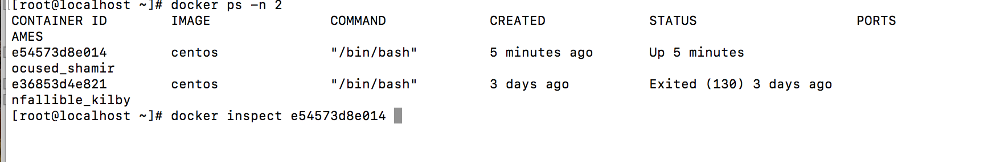 [root@localhost ~]# docker ps -n 2
CONTAINER ID        IMAGE               COMMAND             CREATED             STATUS                    PORTS
AMES
e54573d8e014        centos              "/bin/bash"         5 minutes ago       Up 5 minutes
ocused_shamir
e36853d4e821        centos              "/bin/bash"         3 days ago          Exited (130) 3 days ago
nfallible_kilby
[root@localhost ~]# docker inspect e54573d8e014